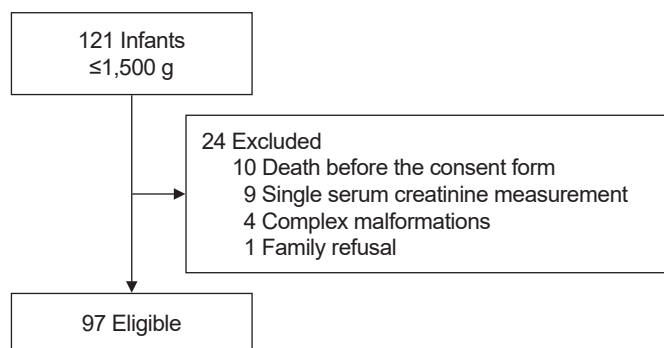 121 Infants
≤1,500 g
24 Excluded
10 Death before the consent form
9 Single serum creatinine measurement
4 Complex malformations
1 Family refusal
97 Eligible